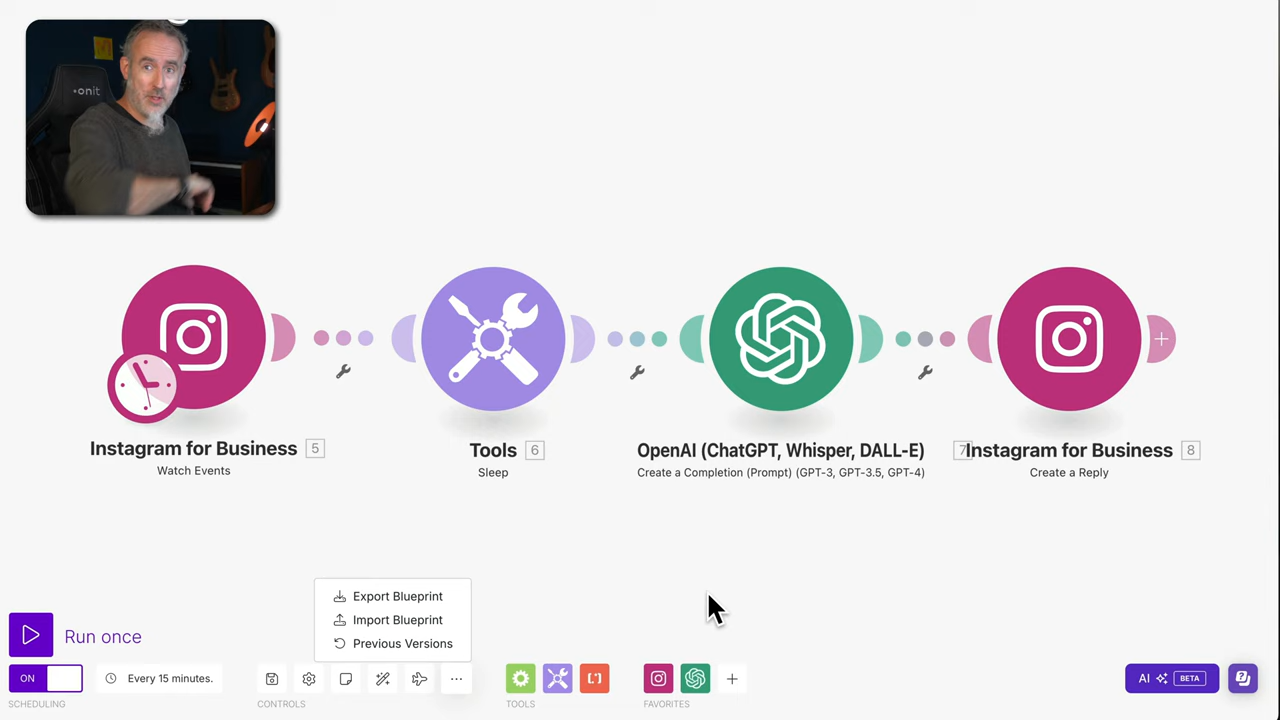 onit
Instagram for Business 5
Watch Events
Tools 6
Sleep
OpenAI (ChatGPT, Whisper, DALL-E) 7
Create a Completion (Prompt) (GPT-3, GPT-3.5, GPT-4)
Instagram for Business 8
Create a Reply
Export Blueprint
Import Blueprint
Previous Versions
Run once
ON
Every 15 minutes.
AI BETA
SCHEDULING
CONTROLS
TOOLS
FAVORITES